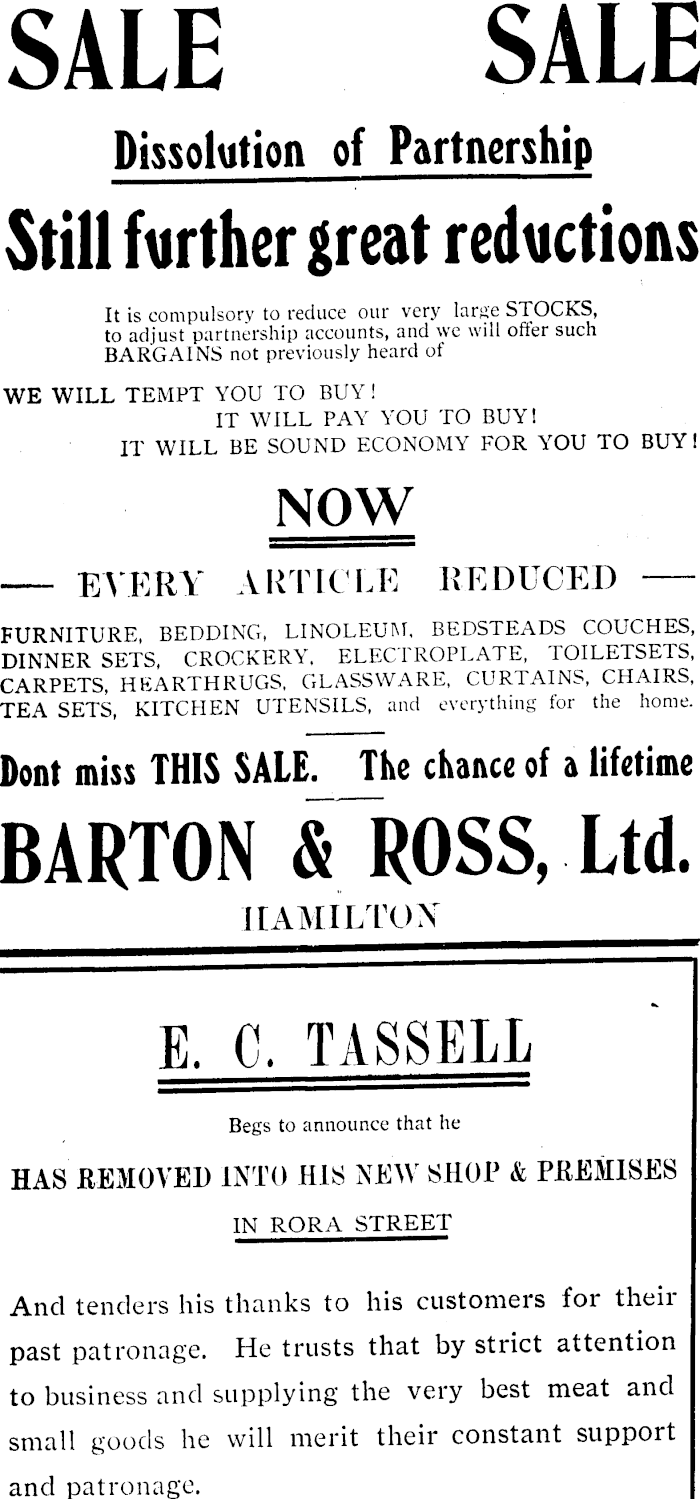 SALE SALE
Dissolution of Partnership
Still further great reductions
It is compulsory to reduce our very large STOCKS,
to adjust partnership accounts, and we will offer such
BARGAINS not previously heard of
WE WILL TEMPT YOU TO BUY!
IT WILL PAY YOU TO BUY!
IT WILL BE SOUND ECONOMY FOR YOU TO BUY!
NOW
— EVERY ARTICLE REDUCED —
FURNITURE, BEDDING, LINOLEUM, BEDSTEADS COUCHES,
DINNER SETS, CROCKERY, ELECTROPLATE, TOILETSETS,
CARPETS, HEARTHRUGS, GLASSWARE, CURTAINS, CHAIRS,
TEA SETS, KITCHEN UTENSILS, and everything for the home.
Dont miss THIS SALE. The chance of a lifetime
BARTON & ROSS, Ltd.
HAMILTON
E. C. TASSELL
Begs to announce that he
HAS REMOVED INTO HIS NEW SHOP & PREMISES
IN RORA STREET
And tenders his thanks to his customers for their
past patronage. He trusts that by strict attention
to business and supplying the very best meat and
small goods he will merit their constant support
and patronage.